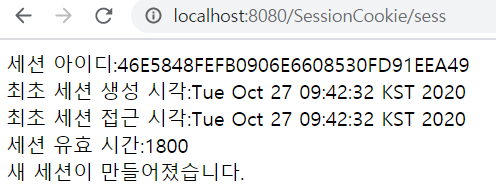 localhost:8080/SessionCookie/sess
세션 아이디:46E5848FEFB0906E6608530FD91EEA49
최초 세션 생성 시각:Tue Oct 27 09:42:32 KST 2020
최초 세션 접근 시각:Tue Oct 27 09:42:32 KST 2020
세션 유효 시간:1800
새 세션이 만들어졌습니다.